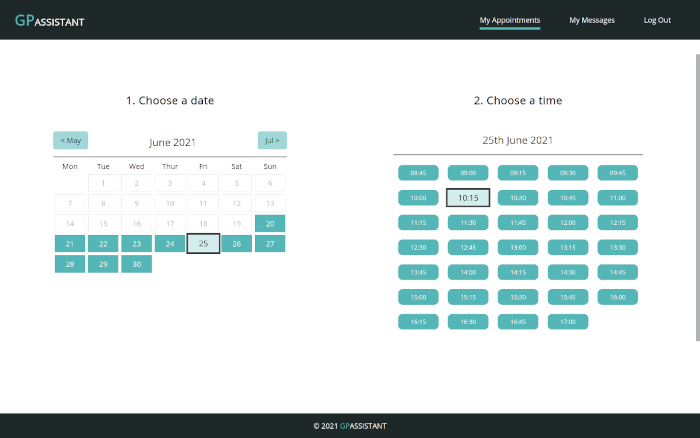 GPASSISTANT
My Appointments
My Messages
Log Out
1. Choose a date
< May
June 2021
Jul >
Mon Tue Wed Thur Fri Sat Sun
1 2 3 4 5 6
7 8 9 10 11 12 13
14 15 16 17 18 19 20
21 22 23 24 25 26 27
28 29 30
2. Choose a time
25th June 2021
08:45 09:00 09:15 09:30 09:45
10:00 10:15 10:30 10:45 11:00
11:15 11:30 11:45 12:00 12:15
12:30 12:45 13:00 13:15 13:30
13:45 14:00 14:15 14:30 14:45
15:00 15:15 15:30 15:45 16:00
16:15 16:30 16:45 17:00
© 2021 GPASSISTANT